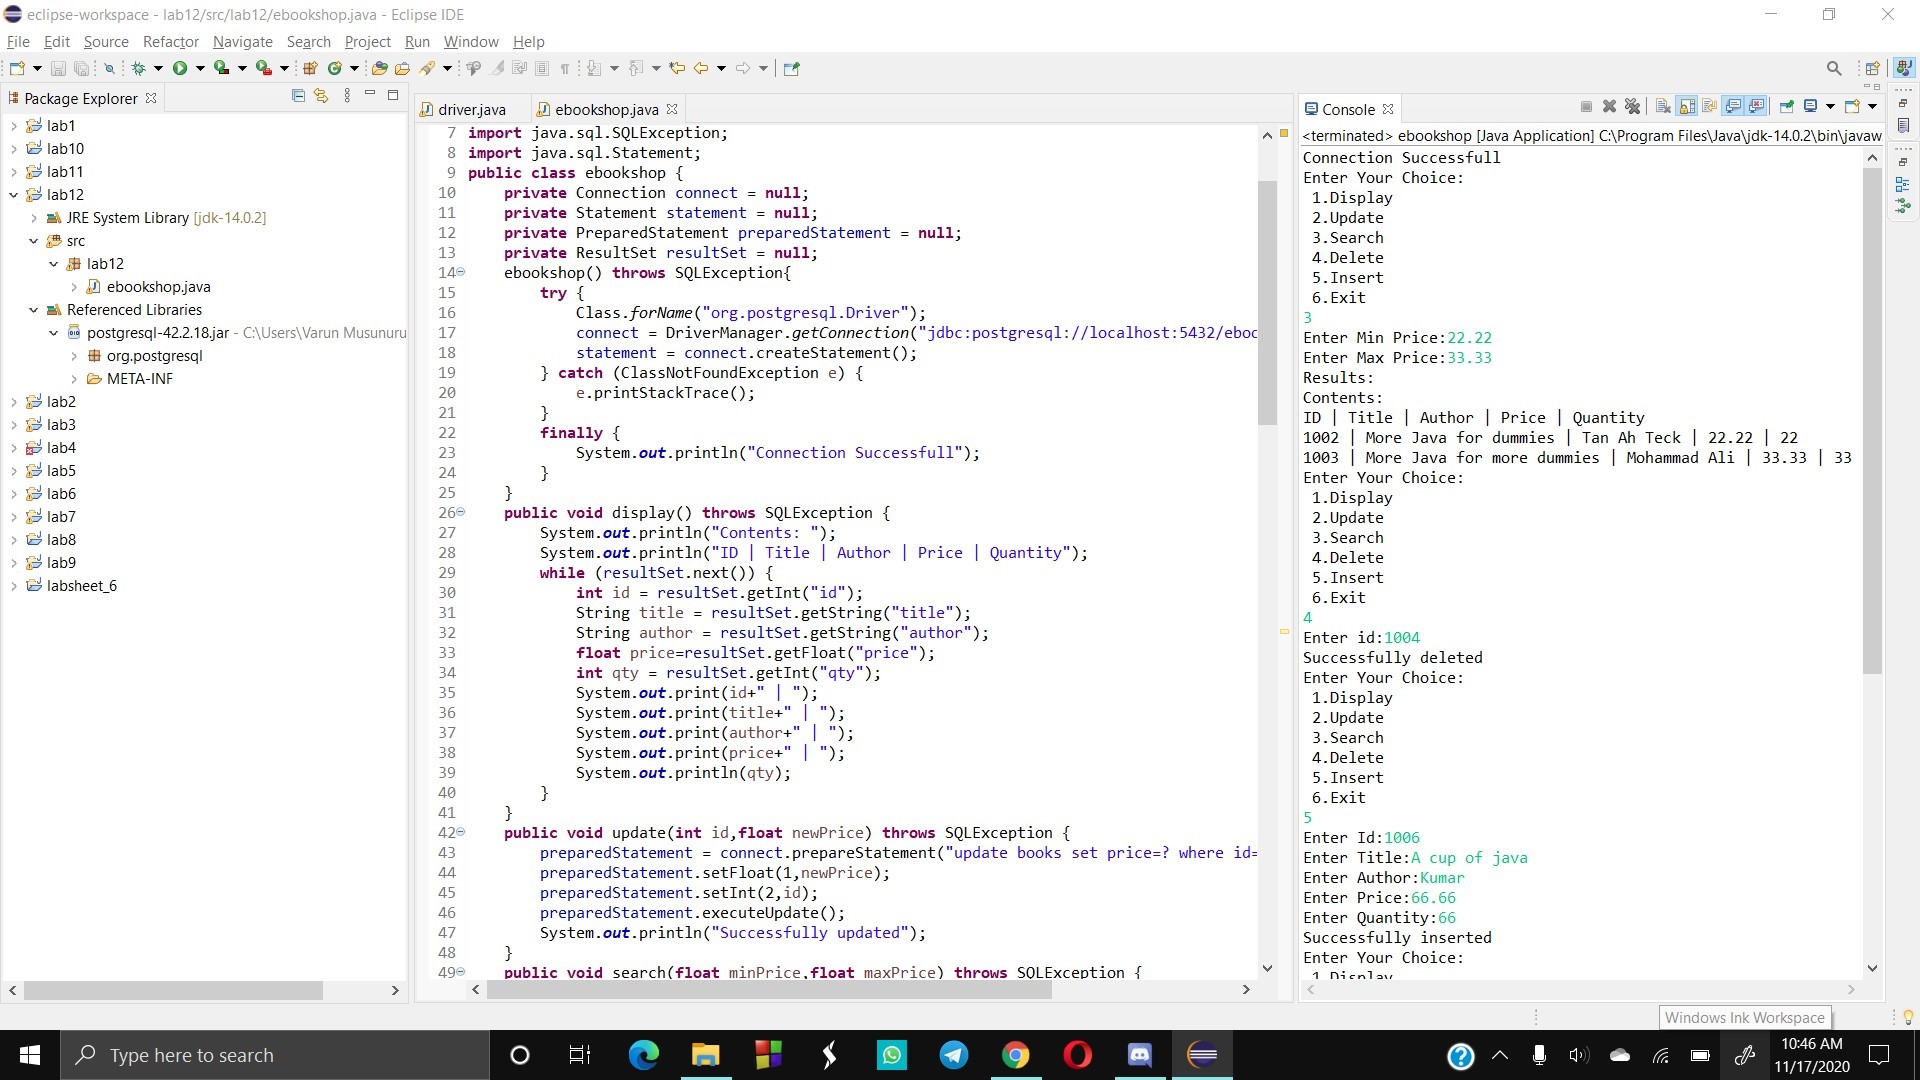 eclipse-workspace - lab12/src/lab12/ebookshop.java - Eclipse IDE
File Edit Source Refactor Navigate Search Project Run Window Help
Package Explorer
lab1
lab10
lab11
lab12
JRE System Library [jdk-14.0.2]
src
lab12
ebookshop.java
Referenced Libraries
postgresql-42.2.18.jar - C:\Users\Varun Musunuru
org.postgresql
META-INF
lab2
lab3
lab4
lab5
lab6
lab7
lab8
lab9
labsheet_6
driver.java ebookshop.java
7 import java.sql.SQLException;
8 import java.sql.Statement;
9 public class ebookshop {
10 private Connection connect = null;
11 private Statement statement = null;
12 private PreparedStatement preparedStatement = null;
13 private ResultSet resultSet = null;
14 ebookshop() throws SQLException{
15 try {
16 Class.forName("org.postgresql.Driver");
17 connect = DriverManager.getConnection("jdbc:postgresql://localhost:5432/eboo
18 statement = connect.createStatement();
19 } catch (ClassNotFoundException e) {
20 e.printStackTrace();
21 }
22 finally {
23 System.out.println("Connection Successfull");
24 }
25 }
26 public void display() throws SQLException {
27 System.out.println("Contents: ");
28 System.out.println("ID | Title | Author | Price | Quantity");
29 while (resultSet.next()) {
30 int id = resultSet.getInt("id");
31 String title = resultSet.getString("title");
32 String author = resultSet.getString("author");
33 float price=resultSet.getFloat("price");
34 int qty = resultSet.getInt("qty");
35 System.out.print(id+" | ");
36 System.out.print(title+" | ");
37 System.out.print(author+" | ");
38 System.out.print(price+" | ");
39 System.out.println(qty);
40 }
41 }
42 public void update(int id,float newPrice) throws SQLException {
43 preparedStatement = connect.prepareStatement("update books set price=? where id=
44 preparedStatement.setFloat(1,newPrice);
45 preparedStatement.setInt(2,id);
46 preparedStatement.executeUpdate();
47 System.out.println("Successfully updated");
48 }
49 public void search(float minPrice,float maxPrice) throws SQLException {
Console
<terminated> ebookshop [Java Application] C:\Program Files\Java\jdk-14.0.2\bin\javaw
Connection Successfull
Enter Your Choice:
1.Display
2.Update
3.Search
4.Delete
5.Insert
6.Exit
3
Enter Min Price:22.22
Enter Max Price:33.33
Results:
Contents:
ID | Title | Author | Price | Quantity
1002 | More Java for dummies | Tan Ah Teck | 22.22 | 22
1003 | More Java for more dummies | Mohammad Ali | 33.33 | 33
Enter Your Choice:
1.Display
2.Update
3.Search
4.Delete
5.Insert
6.Exit
4
Enter id:1004
Successfully deleted
Enter Your Choice:
1.Display
2.Update
3.Search
4.Delete
5.Insert
6.Exit
5
Enter Id:1006
Enter Title:A cup of java
Enter Author:Kumar
Enter Price:66.66
Enter Quantity:66
Successfully inserted
Enter Your Choice:
1.Display
Windows Ink Workspace
Type here to search
10:46 AM
11/17/2020